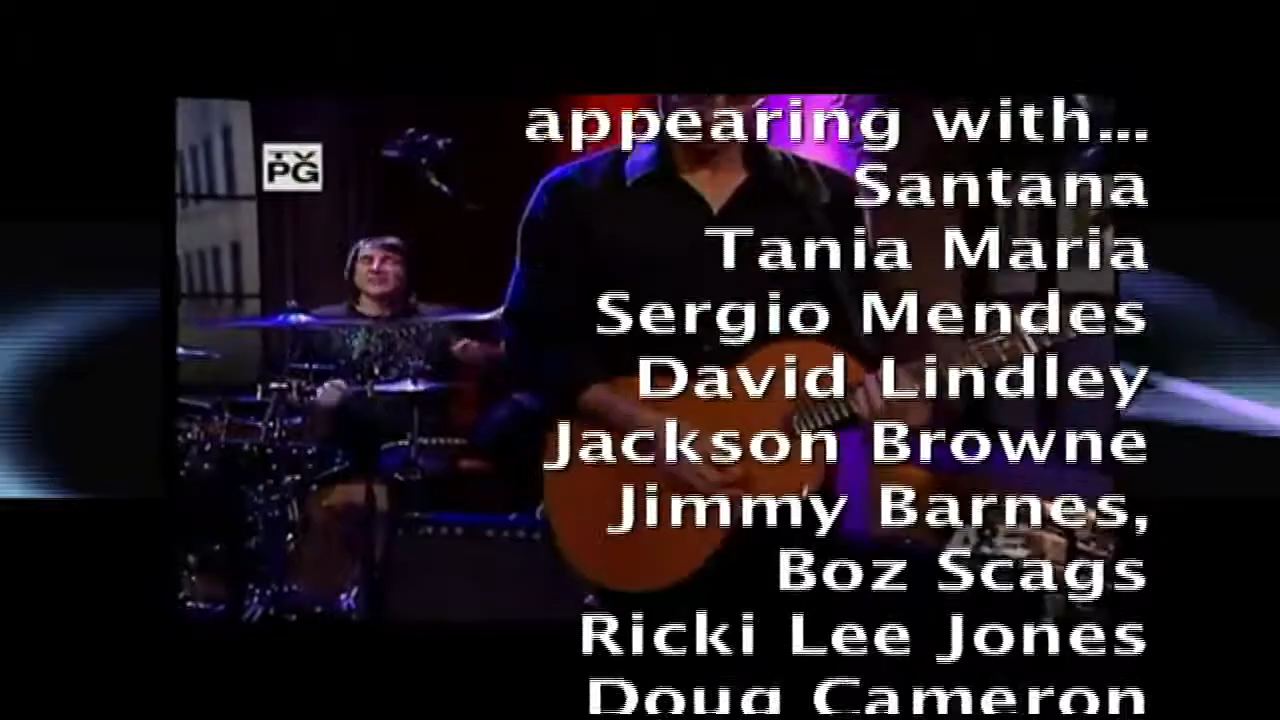 appearing with...
TV
PG
Santana
Tania Maria
Sergio Mendes
David Lindley
Jackson Browne
Jimmy Barnes,
Boz Scags
Ricki Lee Jones
Doug Cameron